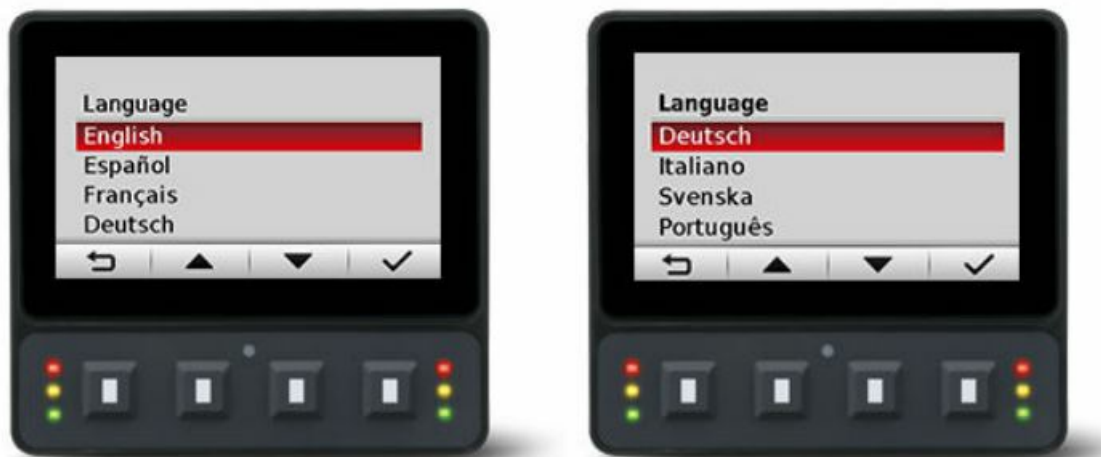 Language
English
Español
Français
Deutsch
Language
Deutsch
Italiano
Svenska
Português